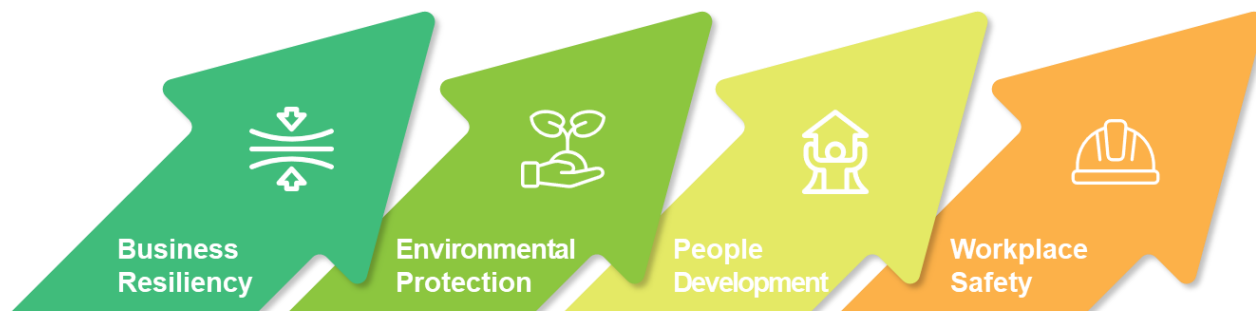 Business
Resiliency
Environmental
Protection
People
Development
Workplace
Safety